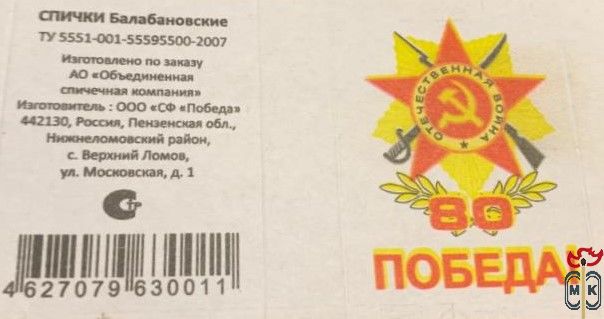 СПИЧКИ Балабановские
ТУ 5551-001-55595500-2007
Изготовлено по заказу
АО «Объединенная
спичечная компания»
Изготовитель : ООО «СФ «Победа»
442130, Россия, Пензенская обл.,
Нижнеломовский район,
с. Верхний Ломов,
ул. Московская, д. 1
4 627079 630011
ОТЕЧЕСТВЕННАЯ ВОЙНА
80
ПОБЕДА!
М К